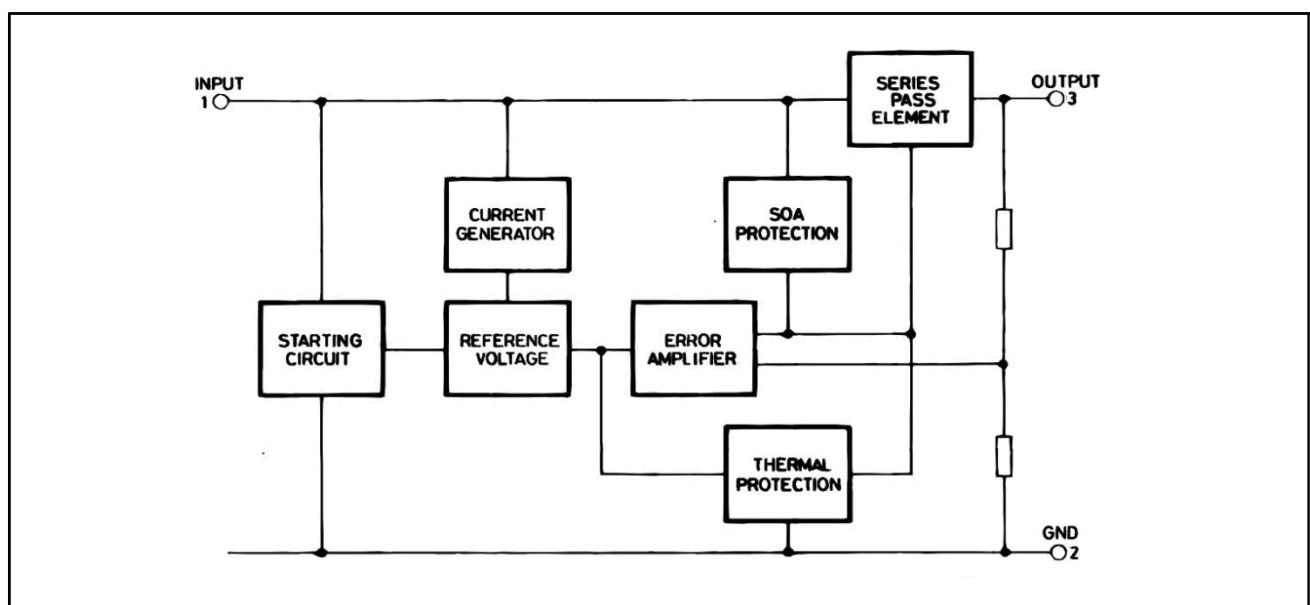 INPUT
1
SERIES
PASS
ELEMENT
OUTPUT
3
CURRENT
GENERATOR
SOA
PROTECTION
STARTING
CIRCUIT
REFERENCE
VOLTAGE
ERROR
AMPLIFIER
THERMAL
PROTECTION
GND
2